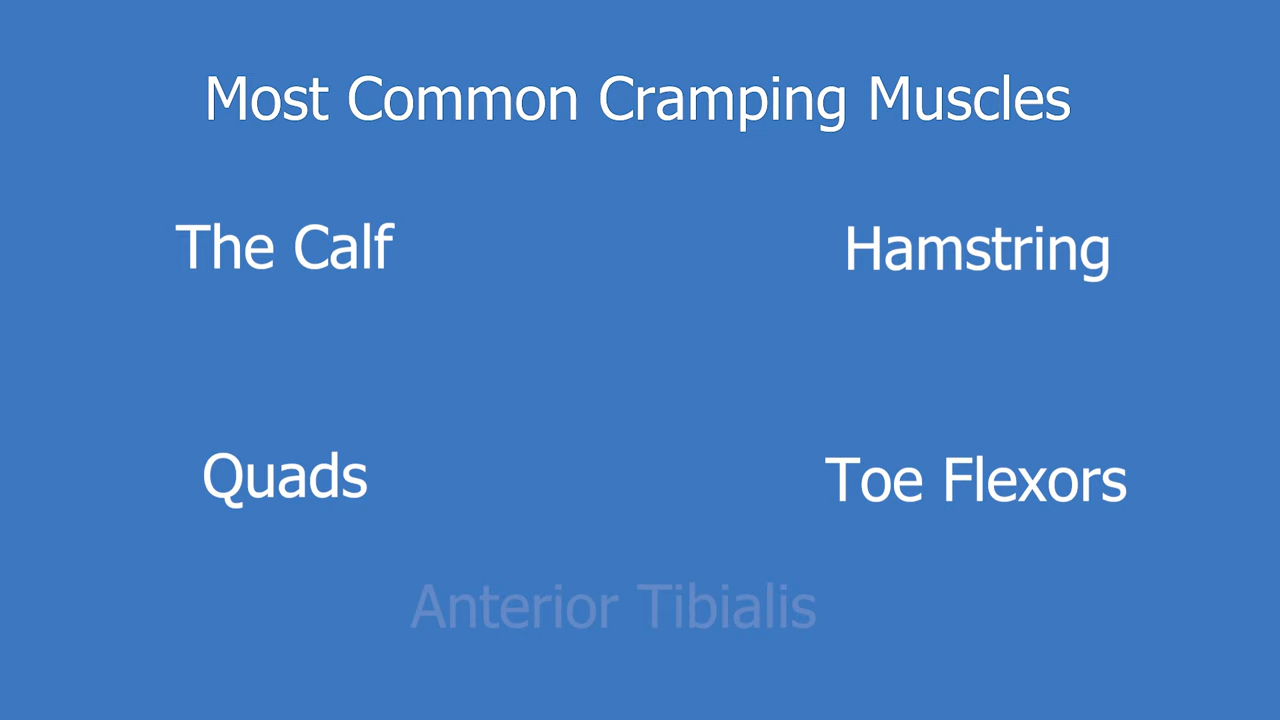 Most Common Cramping Muscles
The Calf
Hamstring
Quads
Toe Flexors
Anterior Tibialis